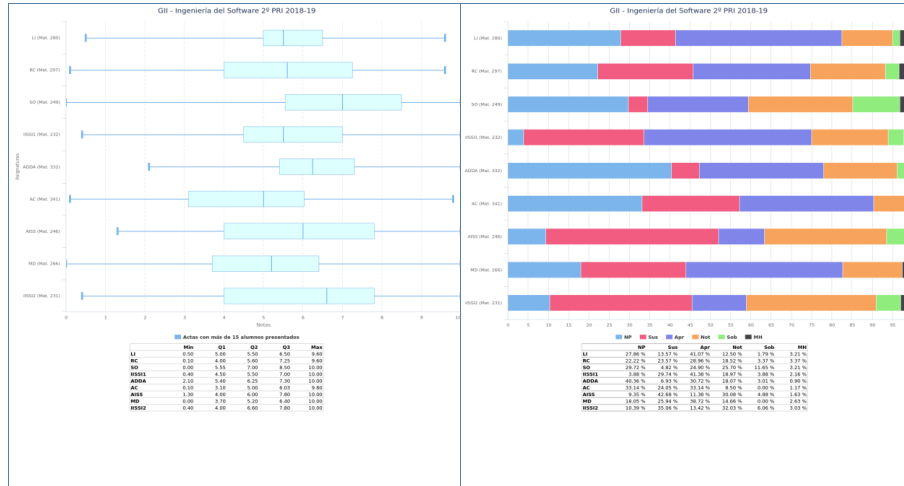 GII - Ingeniería del Software 2º PRI 2018-19
LI (Mat. 280)
RC (Mat. 297)
SO (Mat. 249)
IISSI1 (Mat. 232)
ADDA (Mat. 332)
AC (Mat. 341)
AISS (Mat. 246)
MD (Mat. 266)
IISSI2 (Mat. 231)
Asignaturas
0 1 2 3 4 5 6 7 8 9 10
Notas
Actas con más de 15 alumnos presentados
Min Q1 Q2 Q3 Max
LI 0.50 5.00 5.50 6.50 9.60
RC 0.10 4.00 5.60 7.25 9.60
SO 0.00 5.55 7.00 8.50 10.00
IISSI1 0.40 4.50 5.50 7.00 10.00
ADDA 2.10 5.40 6.25 7.30 10.00
AC 0.10 3.10 5.00 6.03 9.80
AISS 1.30 4.00 6.00 7.80 10.00
MD 0.00 3.70 5.20 6.40 10.00
IISSI2 0.40 4.00 6.60 7.80 10.00
GII - Ingeniería del Software 2º PRI 2018-19
LI (Mat. 280)
RC (Mat. 297)
SO (Mat. 249)
IISSI1 (Mat. 232)
ADDA (Mat. 332)
AC (Mat. 341)
AISS (Mat. 246)
MD (Mat. 266)
IISSI2 (Mat. 231)
0 5 10 15 20 25 30 35 40 45 50 55 60 65 70 75 80 85 90 95
NP Sus Apr Not Sob MH
NP Sus Apr Not Sob MH
LI 27.86 % 13.57 % 41.07 % 12.50 % 1.79 % 3.21 %
RC 22.22 % 23.57 % 28.96 % 18.52 % 3.37 % 3.37 %
SO 29.72 % 4.82 % 24.90 % 25.70 % 11.65 % 3.21 %
IISSI1 3.88 % 29.74 % 41.38 % 18.97 % 3.88 % 2.16 %
ADDA 40.36 % 6.93 % 30.72 % 18.07 % 3.01 % 0.90 %
AC 33.14 % 24.05 % 33.14 % 8.50 % 0.00 % 1.17 %
AISS 9.35 % 42.68 % 11.38 % 30.08 % 4.88 % 1.63 %
MD 18.05 % 25.94 % 38.72 % 14.66 % 0.00 % 2.63 %
IISSI2 10.39 % 35.06 % 13.42 % 32.03 % 6.06 % 3.03 %